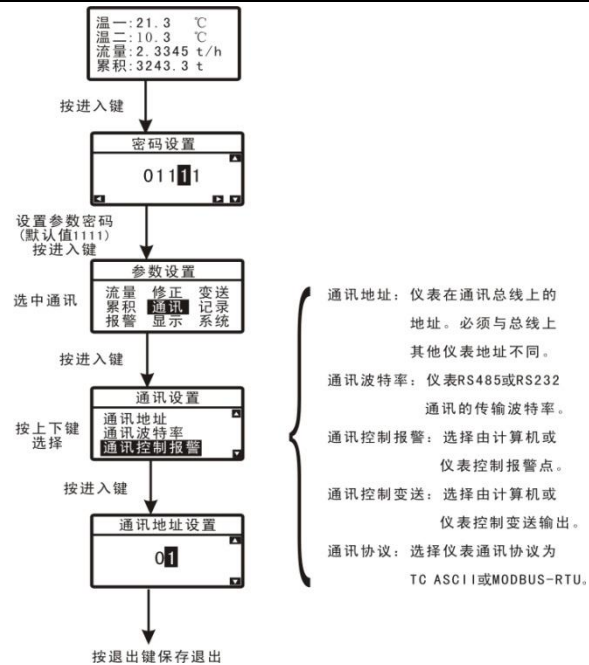 温一:21.3 ℃
温二:10.3 ℃
流量:2.3345 t/h
累积:3243.3 t
按进入键
密码设置
01111
设置参数密码
(默认值1111)
按进入键
参数设置
流量 修正 变送
累积 通讯 记录
报警 显示 系统
选中通讯
按进入键
通讯设置
通讯地址
通讯波特率
通讯控制报警
按上下键
选择
按进入键
通讯地址设置
01
按退出键保存退出
通讯地址：仪表在通讯总线上的
地址。必须与总线上
其他仪表地址不同。
通讯波特率：仪表RS485或RS232
通讯的传输波特率。
通讯控制报警：选择由计算机或
仪表控制报警点。
通讯控制变送：选择由计算机或
仪表控制变送输出。
通讯协议：选择仪表通讯协议为
TC ASCII或MODBUS-RTU。